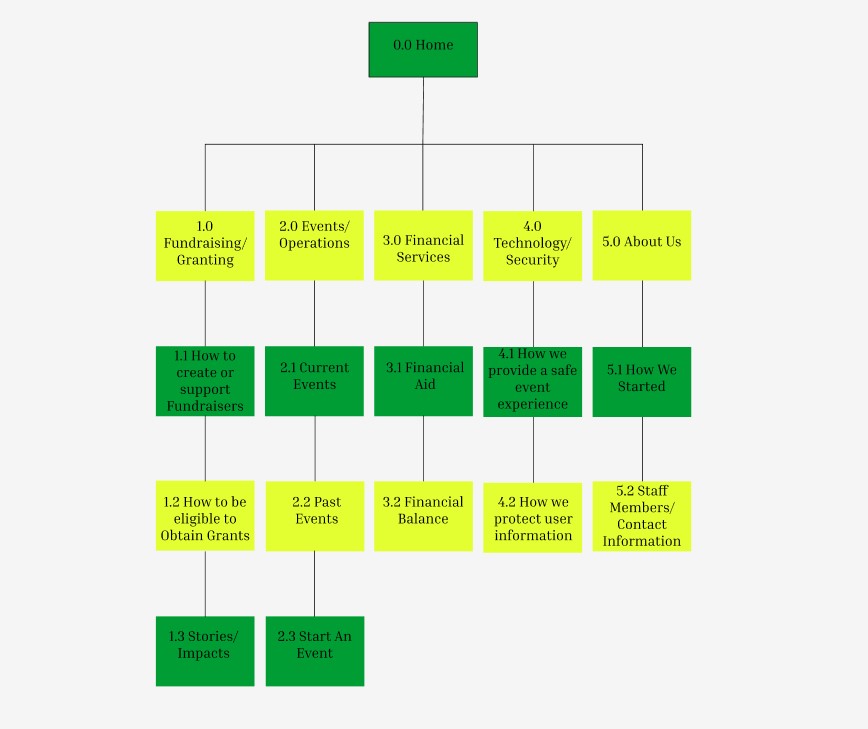 0.0 Home
1.0
Fundraising/
Granting
2.0 Events/
Operations
3.0 Financial
Services
4.0
Technology/
Security
5.0 About Us
1.1 How to
create or
support
Fundraisers
2.1 Current
Events
3.1 Financial
Aid
4.1 How we
provide a safe
event
experience
5.1 How We
Started
1.2 How to be
eligible to
Obtain Grants
2.2 Past
Events
3.2 Financial
Balance
4.2 How we
protect user
information
5.2 Staff
Members/
Contact
Information
1.3 Stories/
Impacts
2.3 Start An
Event